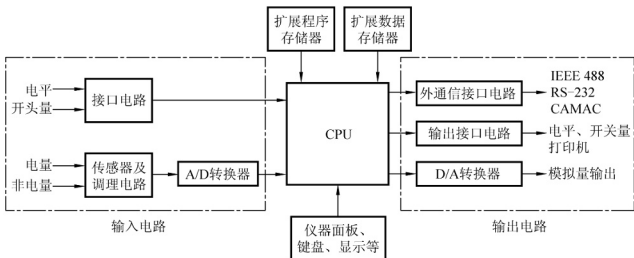 扩展程序
存储器
扩展数据
存储器
电平
开头量
接口电路
电量
非电量
传感器及
调理电路
A/D转换器
输入电路
CPU
仪器面板、
键盘、显示等
外通信接口电路
IEEE 488
RS-232
CAMAC
输出接口电路
电平、开关量
打印机
D/A转换器
模拟量输出
输出电路